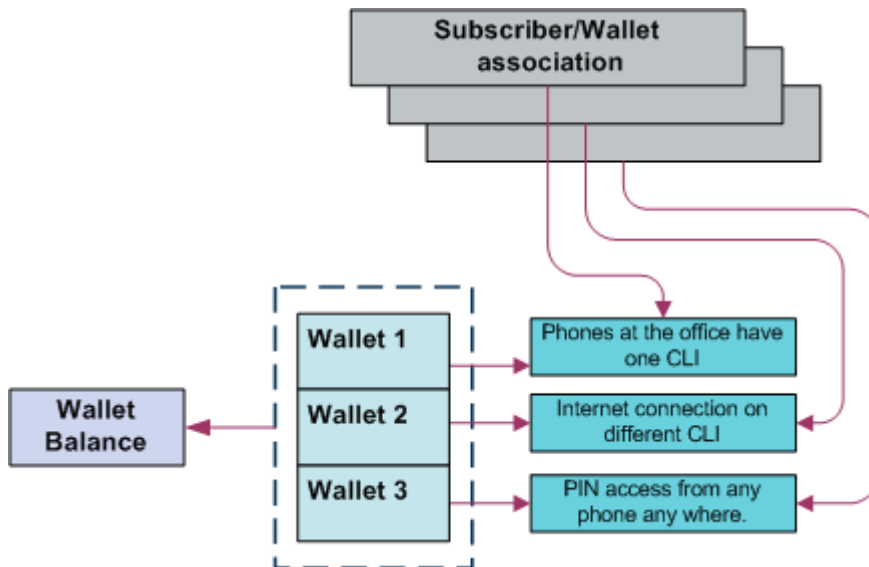 Subscriber/Wallet
association
Wallet 1
Phones at the office have
one CLI
Wallet
Balance
Wallet 2
Internet connection on
different CLI
Wallet 3
PIN access from any
phone any where.